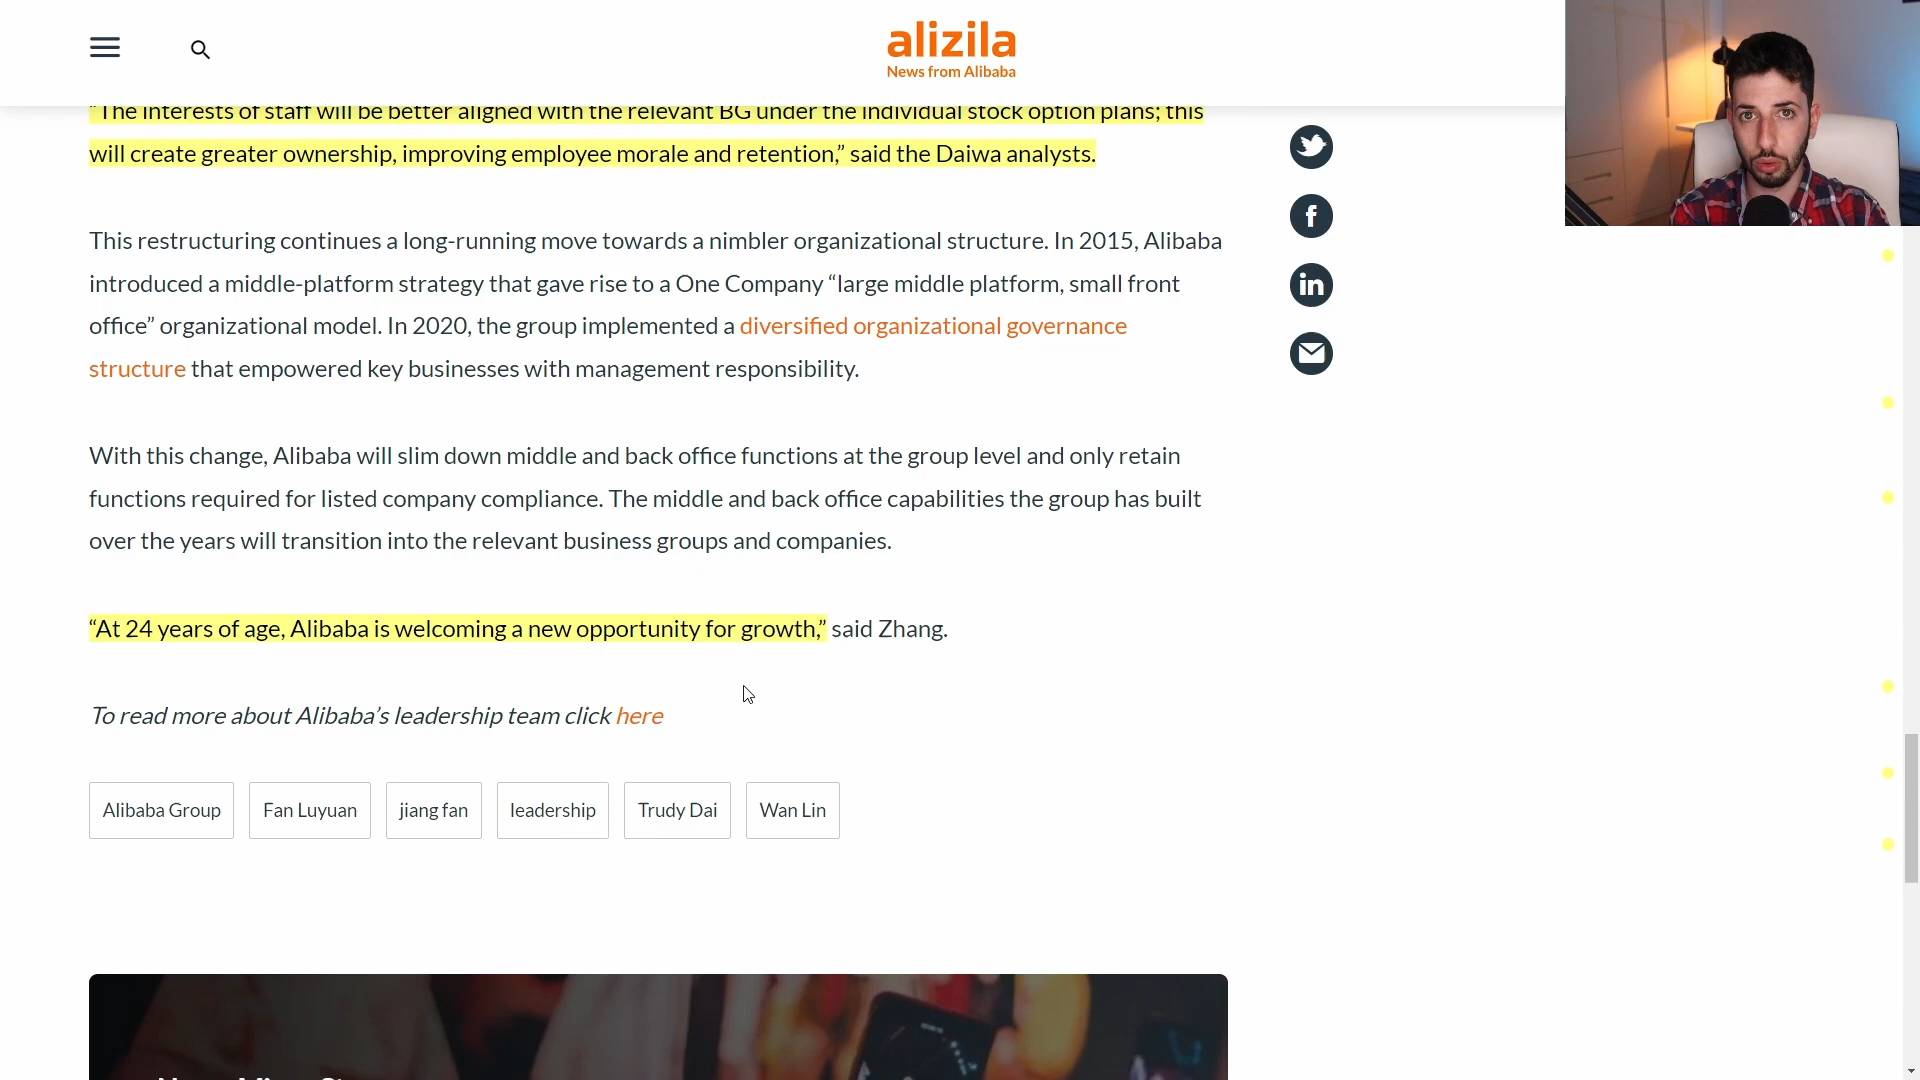 alizila
News from Alibaba
“The interests of staff will be better aligned with the relevant BG under the individual stock option plans; this
will create greater ownership, improving employee morale and retention,” said the Daiwa analysts.
This restructuring continues a long-running move towards a nimbler organizational structure. In 2015, Alibaba
introduced a middle-platform strategy that gave rise to a One Company “large middle platform, small front
office” organizational model. In 2020, the group implemented a diversified organizational governance
structure that empowered key businesses with management responsibility.
With this change, Alibaba will slim down middle and back office functions at the group level and only retain
functions required for listed company compliance. The middle and back office capabilities the group has built
over the years will transition into the relevant business groups and companies.
“At 24 years of age, Alibaba is welcoming a new opportunity for growth,” said Zhang.
To read more about Alibaba’s leadership team click here
Alibaba Group Fan Luyuan jiang fan leadership Trudy Dai Wan Lin